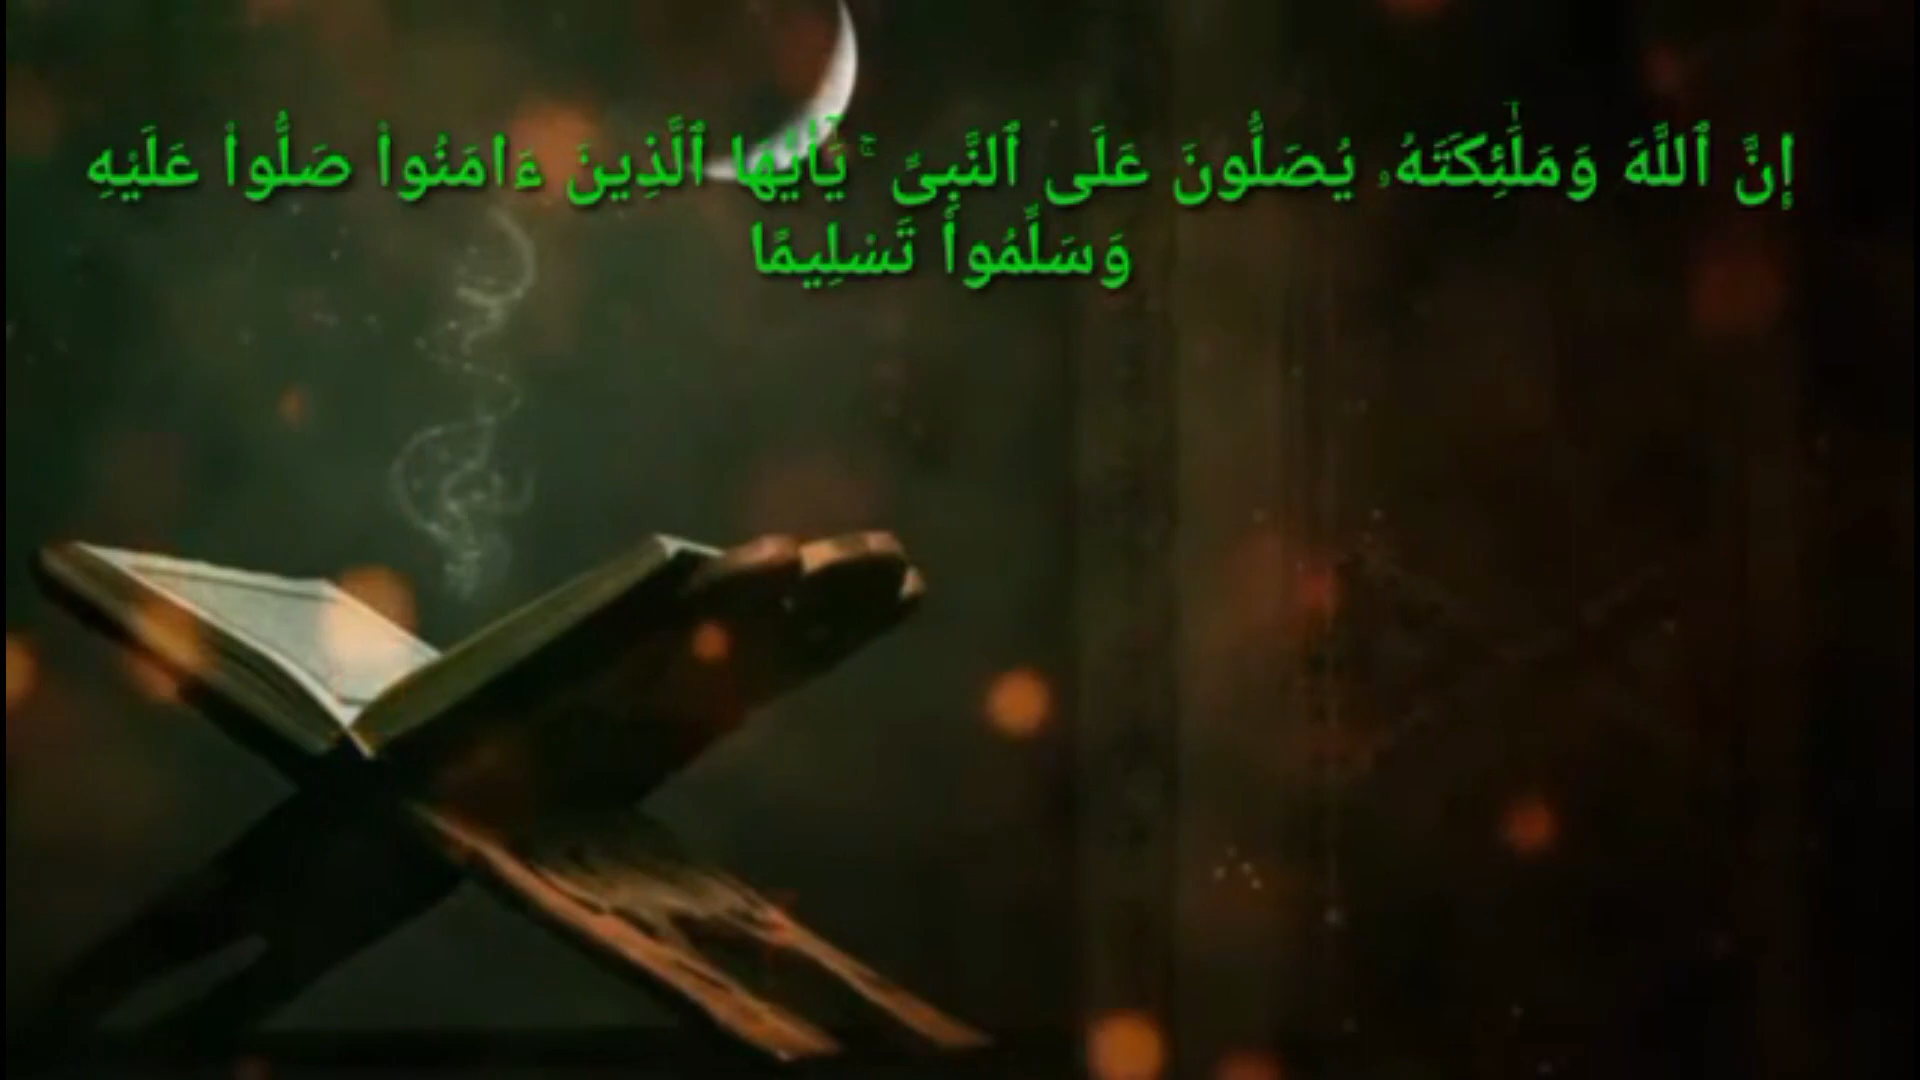 إِنَّ ٱللَّهَ وَمَلَٰٓئِكَتَهُۥ يُصَلُّونَ عَلَى ٱلنَّبِىِّ ۚ يَٰٓأَيُّهَا ٱلَّذِينَ ءَامَنُوا۟ صَلُّوا۟ عَلَيْهِ
وَسَلِّمُوا۟ تَسْلِيمًا